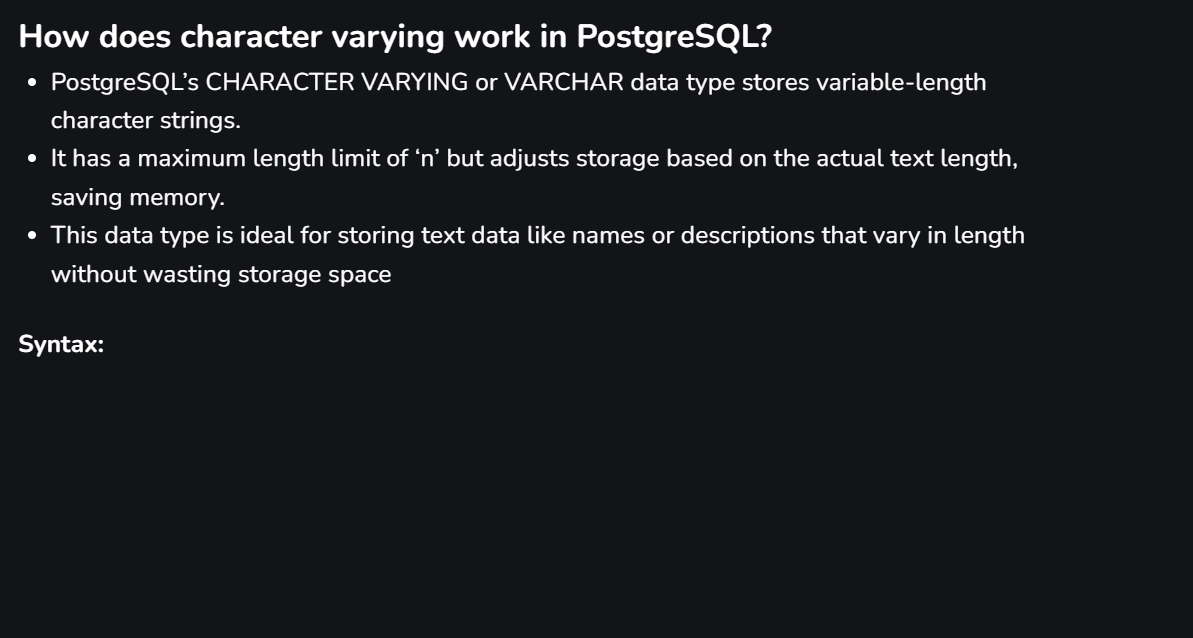 How does character varying work in PostgreSQL?
• PostgreSQL’s CHARACTER VARYING or VARCHAR data type stores variable-length
character strings.
• It has a maximum length limit of ‘n’ but adjusts storage based on the actual text length,
saving memory.
• This data type is ideal for storing text data like names or descriptions that vary in length
without wasting storage space
Syntax: